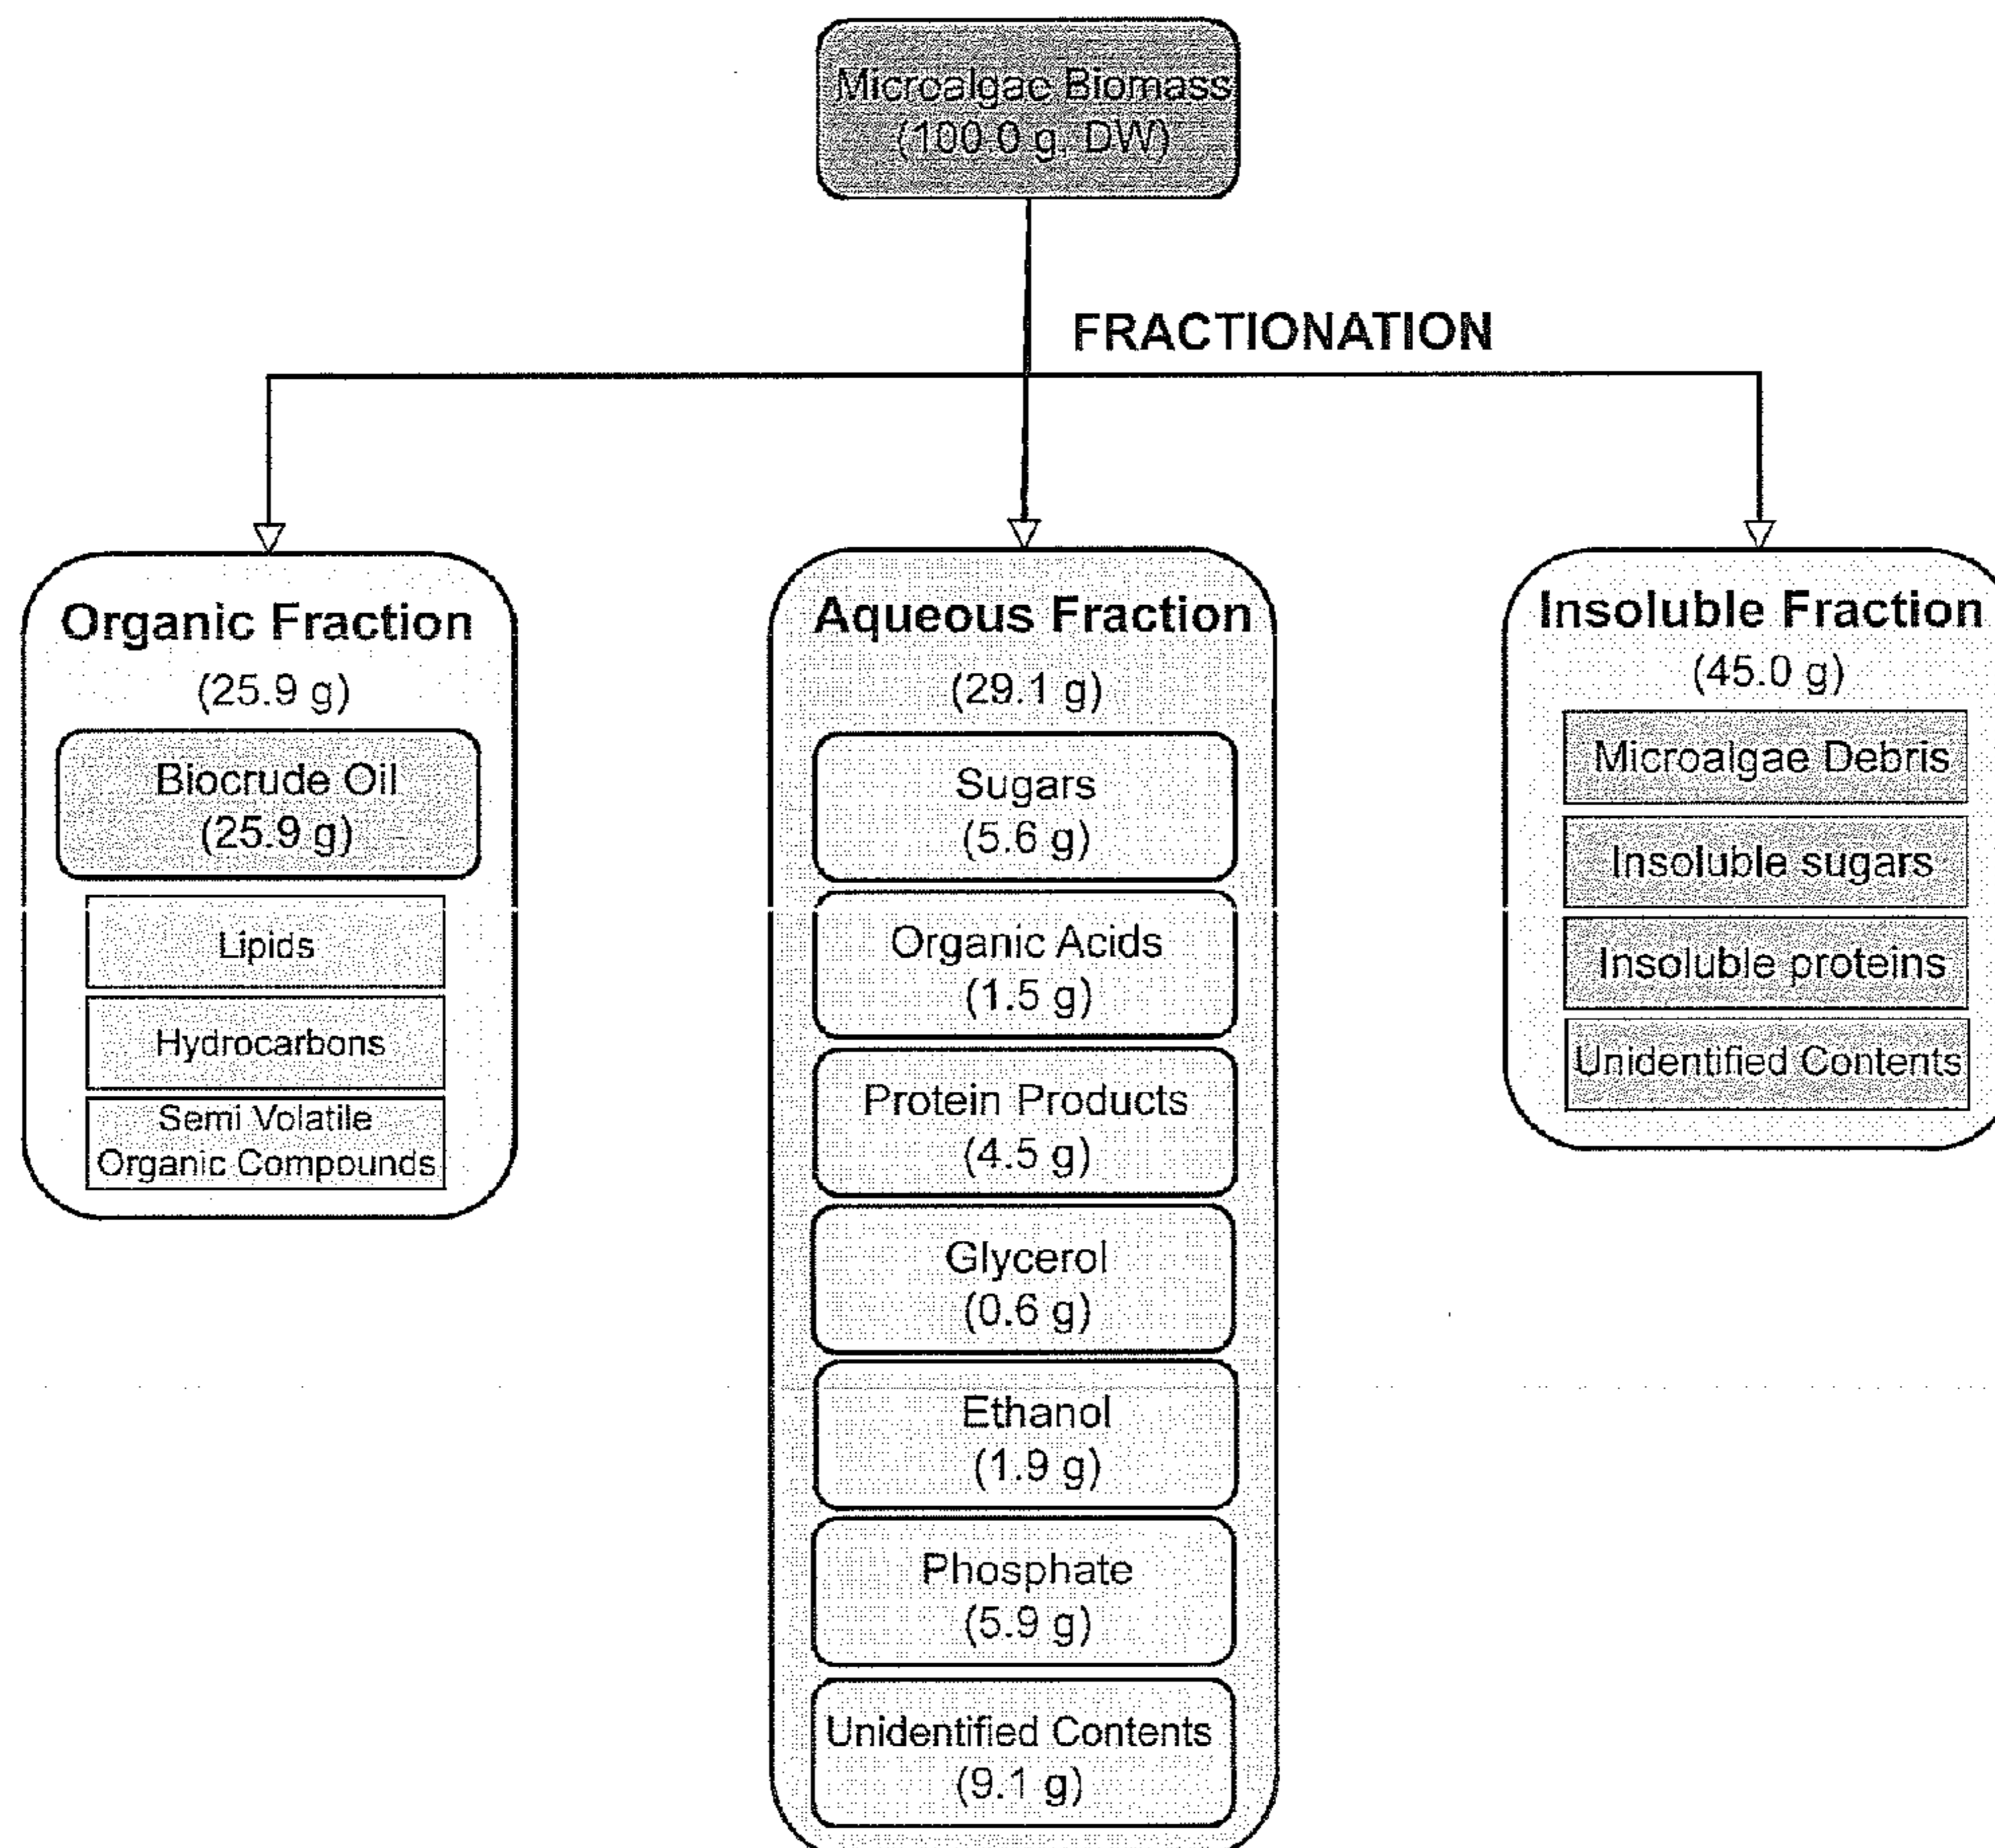 Microalgae Biomass
(100.0 g, DW)
FRACTIONATION
Organic Fraction
(25.9 g)
Biocrude Oil
(25.9 g)
Lipids
Hydrocarbons
Semi Volatile
Organic Compounds
Aqueous Fraction
(29.1 g)
Sugars
(5.6 g)
Organic Acids
(1.5 g)
Protein Products
(4.5 g)
Glycerol
(0.6 g)
Ethanol
(1.9 g)
Phosphate
(5.9 g)
Unidentified Contents
(9.1 g)
Insoluble Fraction
(45.0 g)
Microalgae Debris
Insoluble sugars
Insoluble proteins
Unidentified Contents